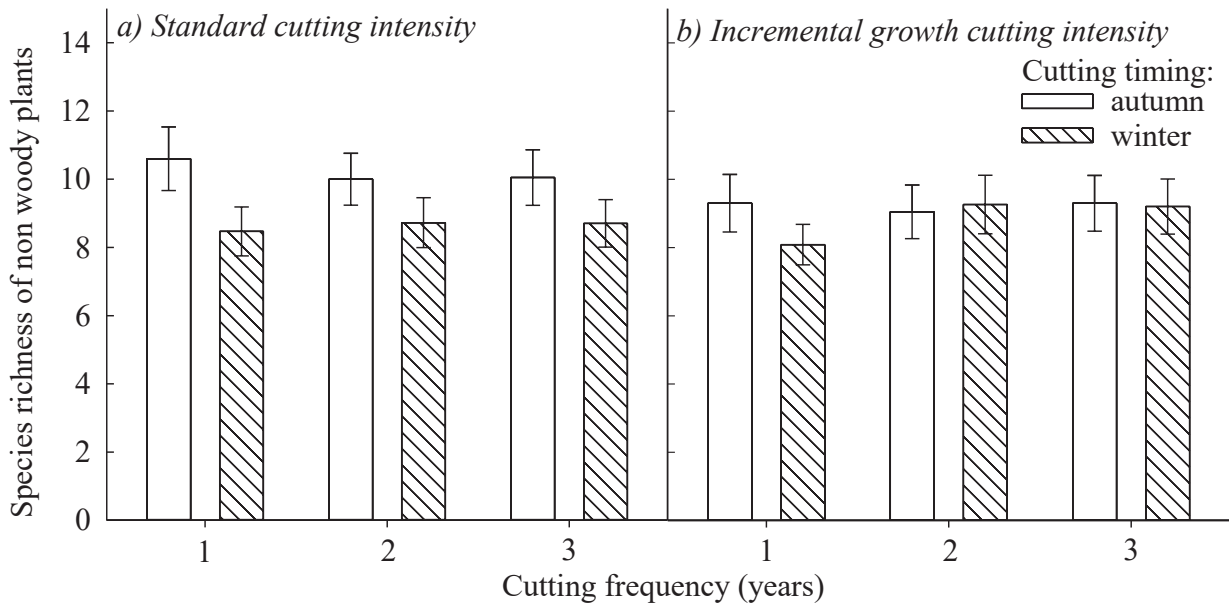 a) Standard cutting intensity
b) Incremental growth cutting intensity
Cutting timing:
autumn
winter
Species richness of non woody plants
14
12
10
8
6
4
2
0
1
2
3
1
2
3
Cutting frequency (years)